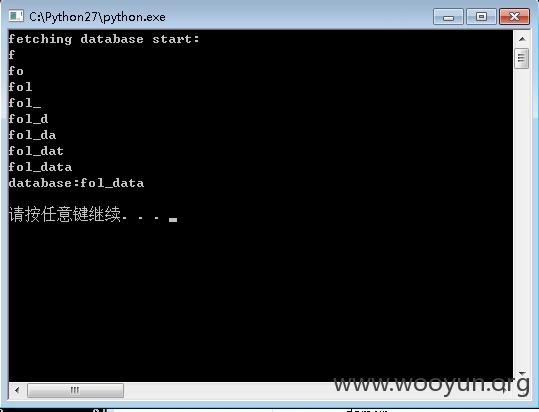 C:\Python27\python.exe
fetching database start:
f
fo
fol
fol_
fol_d
fol_da
fol_dat
fol_data
database:fol_data
请按任意键继续. . .
www.wooyun.org